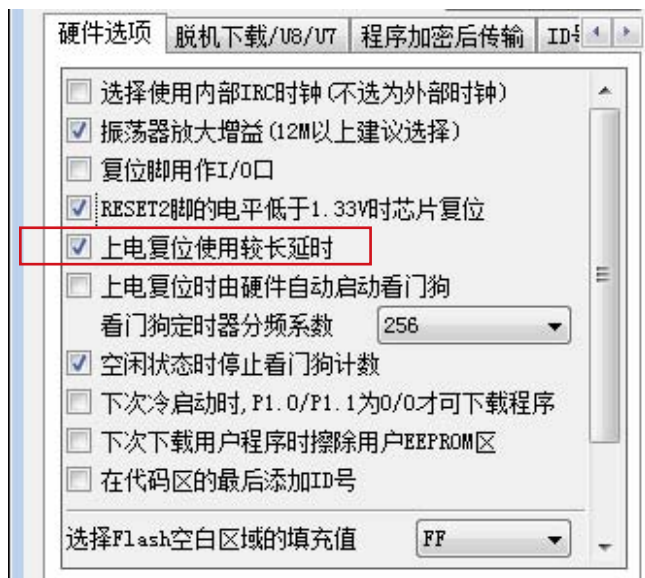 硬件选项 脱机下载/U8/U7 程序加密后传输 ID号
选择使用内部IRC时钟(不选为外部时钟)
振荡器放大增益(12M以上建议选择)
复位脚用作I/O口
RESET2脚的电平低于1.33V时芯片复位
上电复位使用较长延时
上电复位时由硬件自动启动看门狗
看门狗定时器分频系数 256
空闲状态时停止看门狗计数
下次冷启动时,P1.0/P1.1为0/0才可下载程序
下次下载用户程序时擦除用户EEPROM区
在代码区的最后添加ID号
选择Flash空白区域的填充值 FF